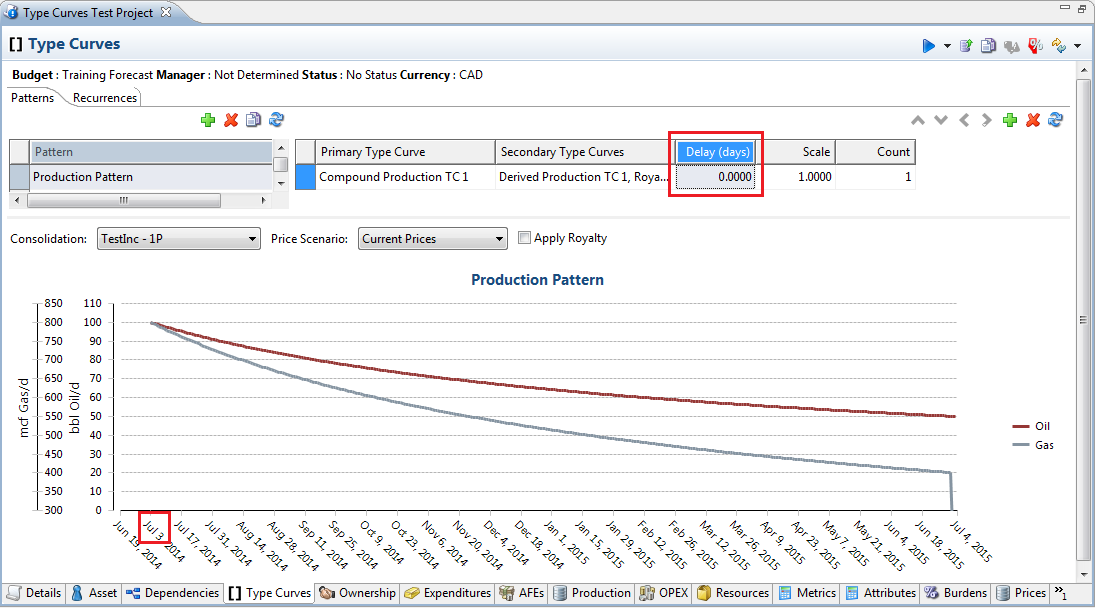 Type Curves Test Project
[] Type Curves
Budget : Training Forecast Manager : Not Determined Status : No Status Currency : CAD
Patterns Recurrences
Pattern
Production Pattern
Primary Type Curve Secondary Type Curves Delay (days) Scale Count
Compound Production TC 1 Derived Production TC 1, Roya... 0.0000 1.0000 1
Consolidation: TestInc - 1P Price Scenario: Current Prices Apply Royalty
Production Pattern
mcf Gas/d
850
800
750
700
650
600
550
500
450
400
350
300
bbl Oil/d
110
100
90
80
70
60
50
40
30
20
10
0
Oil
Gas
Jun 19, 2014
Jul 3, 2014
Jul 17, 2014
Jul 31, 2014
Aug 14, 2014
Aug 28, 2014
Sep 11, 2014
Sep 25, 2014
Oct 9, 2014
Oct 23, 2014
Nov 6, 2014
Nov 20, 2014
Dec 4, 2014
Dec 18, 2014
Jan 1, 2015
Jan 15, 2015
Jan 29, 2015
Feb 12, 2015
Feb 26, 2015
Mar 12, 2015
Mar 26, 2015
Apr 9, 2015
Apr 23, 2015
May 7, 2015
May 21, 2015
Jun 4, 2015
Jun 18, 2015
Jul 4, 2015
Details Asset Dependencies [] Type Curves Ownership Expenditures AFEs Production OPEX Resources Metrics Attributes Burdens Prices »1